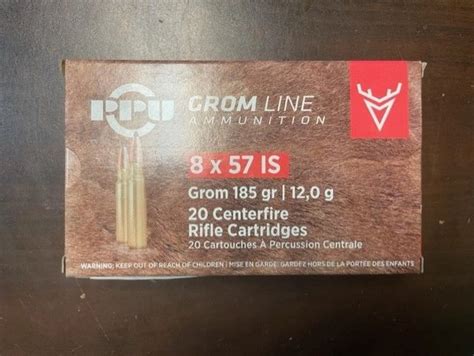 PPU
GROM LINE
AMMUNITION
8 x 57 IS
Grom 185 gr | 12,0 g
20 Centerfire
Rifle Cartridges
20 Cartouches À Percussion Centrale
WARNING: KEEP OUT OF REACH OF CHILDREN | MISE EN GARDE: GARDEZ HORS DE LA PORTÉE DES ENFANTS